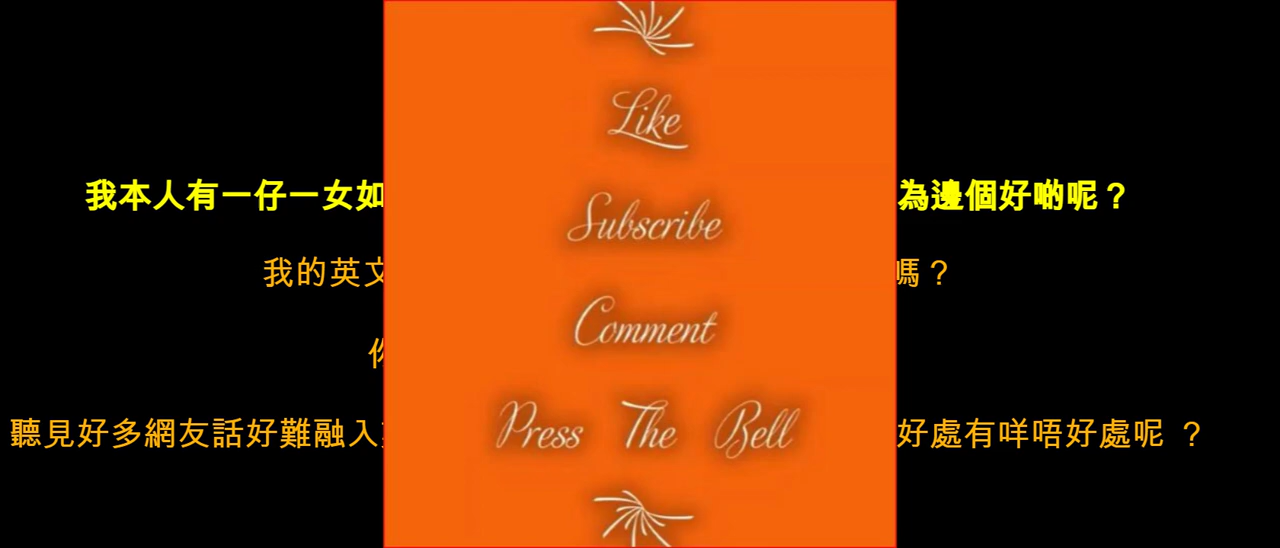 Like
Subscribe
Comment
Press The Bell
我本人有一仔一女如 為邊個好啲呢？
我的英文 嗎？
聽見好多網友話好難融入 好處有咩唔好處呢 ？